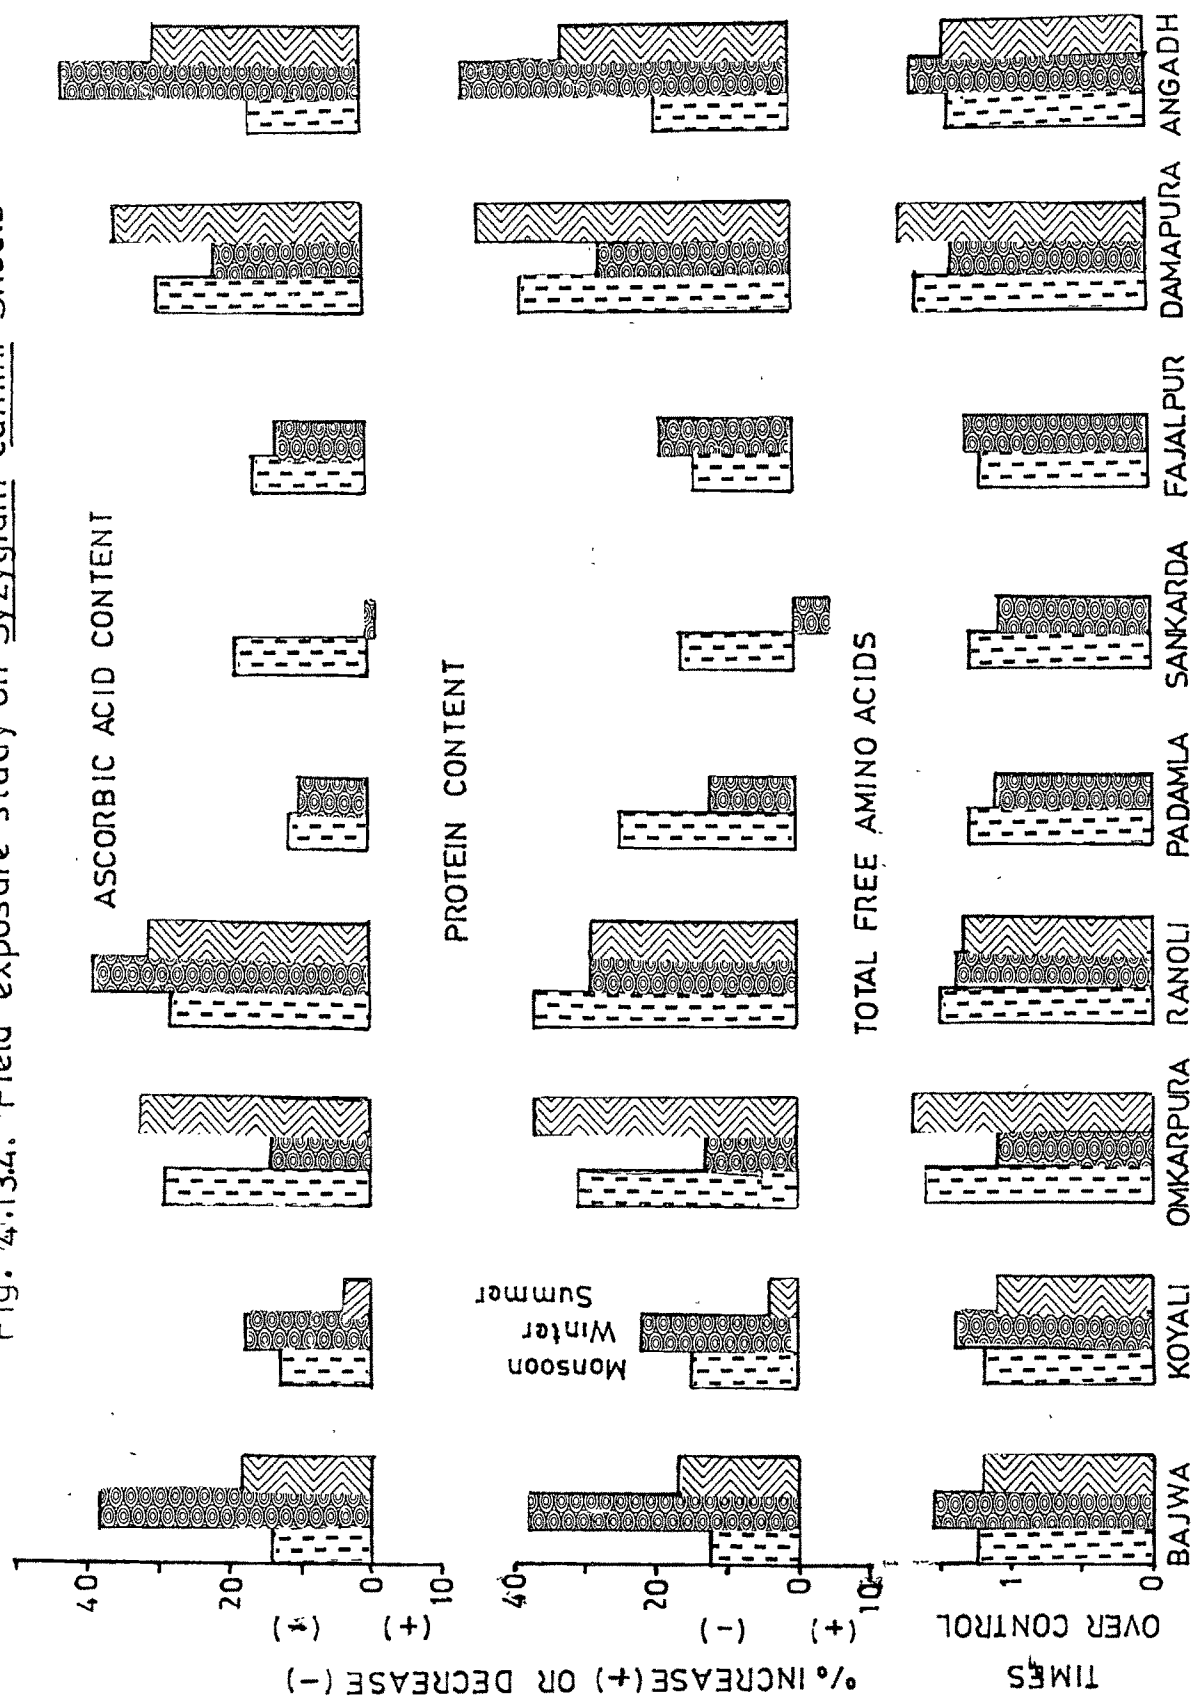 Fig. 4.13.4. Field exposure study on Syzygium cumini Shoots
ASCORBIC ACID CONTENT
40
20
0
10
(-)
(+)
PROTEIN CONTENT
Monsoon
Winter
Summer
40
20
0
10
(-)
(+)
% INCREASE (+) OR DECREASE (-)
TOTAL FREE AMINO ACIDS
1
0
TIMES
OVER CONTROL
BAJWA KOYALI OMKARPURA RANOLI PADAMLA SANKARDA FAJALPUR DAMAPURA ANGADH